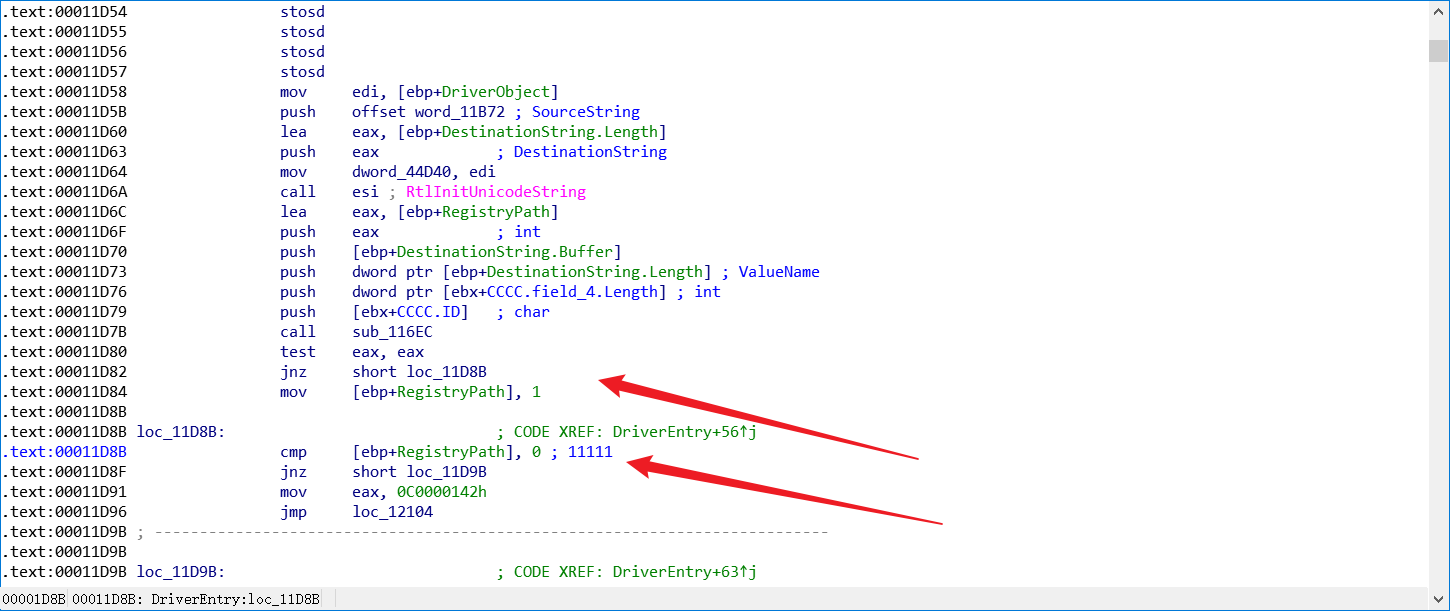 .text:00011D54 stosd
.text:00011D55 stosd
.text:00011D56 stosd
.text:00011D57 stosd
.text:00011D58 mov edi, [ebp+DriverObject]
.text:00011D5B push offset word_11B72 ; SourceString
.text:00011D60 lea eax, [ebp+DestinationString.Length]
.text:00011D63 push eax ; DestinationString
.text:00011D64 mov dword_44D40, edi
.text:00011D6A call esi ; RtlInitUnicodeString
.text:00011D6C lea eax, [ebp+RegistryPath]
.text:00011D6F push eax ; int
.text:00011D70 push [ebp+DestinationString.Buffer]
.text:00011D73 push dword ptr [ebp+DestinationString.Length] ; ValueName
.text:00011D76 push dword ptr [ebx+CCCC.field_4.Length] ; int
.text:00011D79 push [ebx+CCCC.ID] ; char
.text:00011D7B call sub_116EC
.text:00011D80 test eax, eax
.text:00011D82 jnz short loc_11D8B
.text:00011D84 mov [ebp+RegistryPath], 1
.text:00011D8B
.text:00011D8B loc_11D8B: ; CODE XREF: DriverEntry+56↑j
.text:00011D8B cmp [ebp+RegistryPath], 0 ; 11111
.text:00011D8F jnz short loc_11D9B
.text:00011D91 mov eax, 0C0000142h
.text:00011D96 jmp loc_12104
.text:00011D9B ; ---------------------------------------------------------------------------
.text:00011D9B
.text:00011D9B loc_11D9B: ; CODE XREF: DriverEntry+63↑j
00001D8B 00011D8B: DriverEntry:loc_11D8B